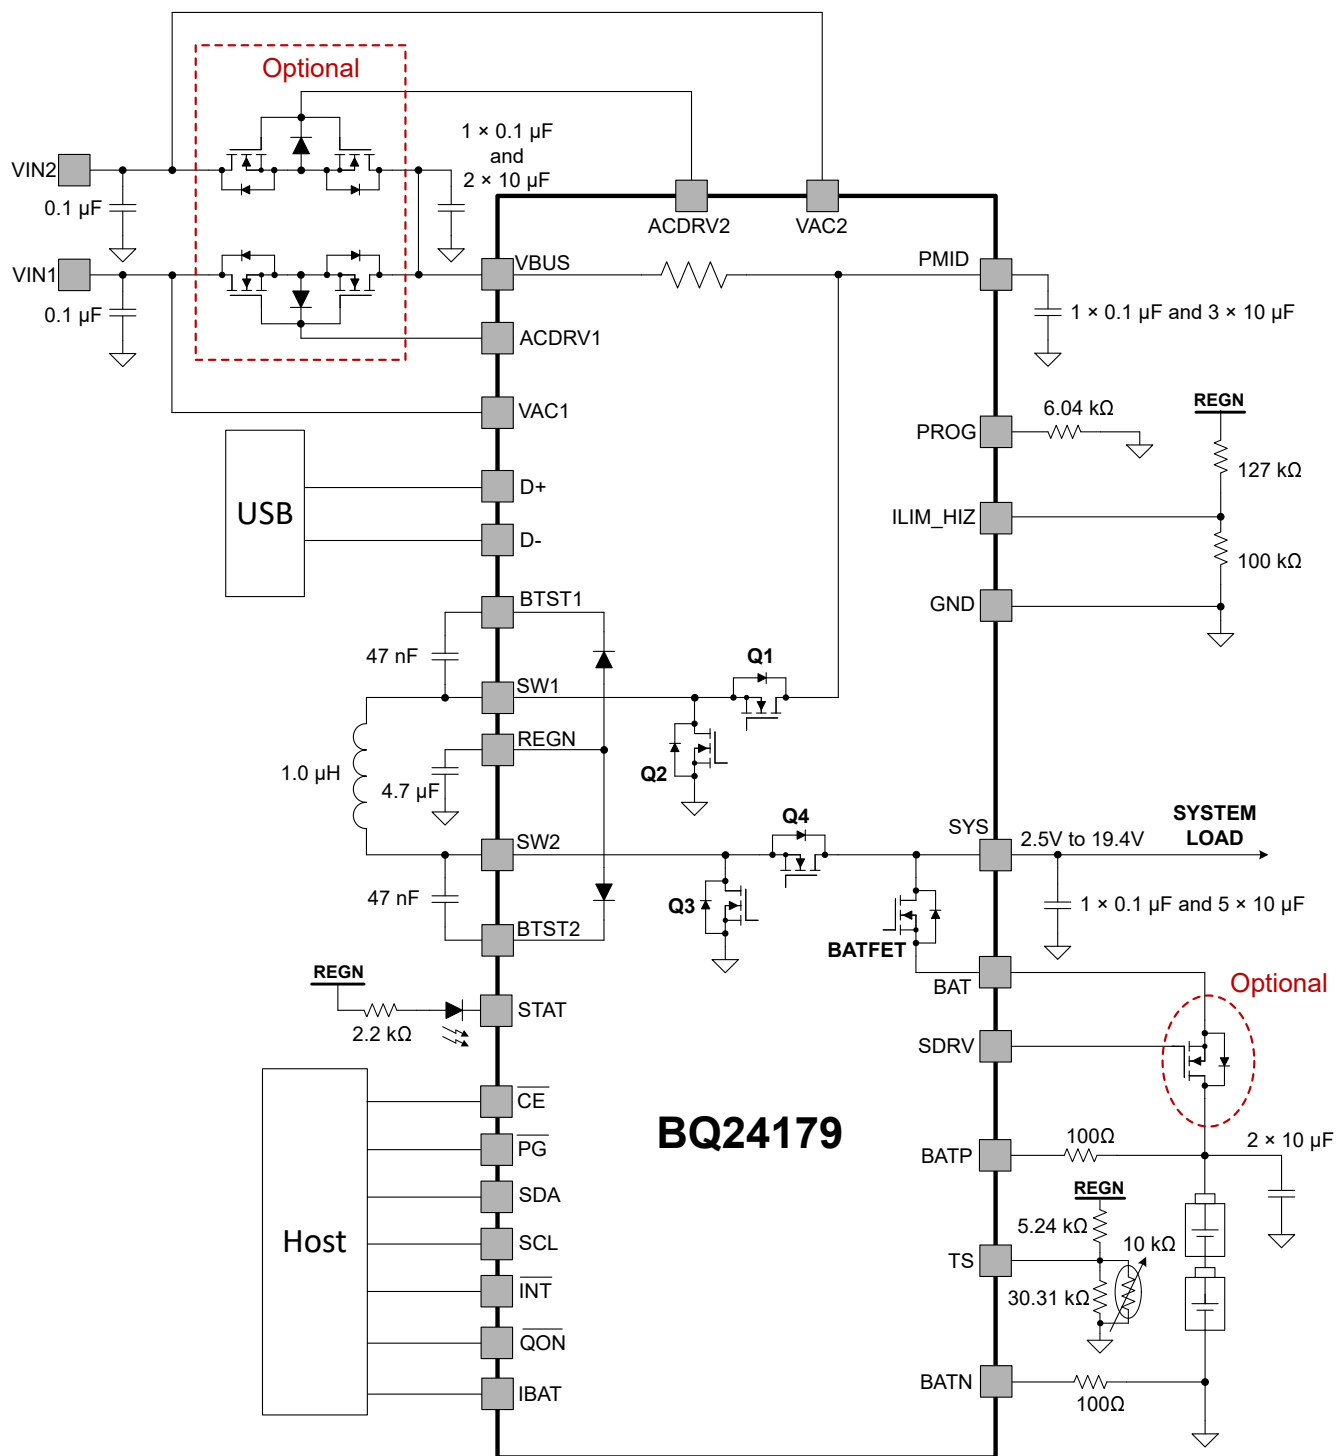 Optional
1 × 0.1 µF
and
2 × 10 µF
VIN2
0.1 µF
ACDRV2
VAC2
VIN1
0.1 µF
VBUS
PMID
1 × 0.1 µF and 3 × 10 µF
ACDRV1
VAC1
PROG
6.04 kΩ
REGN
127 kΩ
USB
D+
D-
ILIM_HIZ
100 kΩ
GND
BTST1
47 nF
SW1
Q1
REGN
1.0 µH
4.7 µF
Q2
SW2
Q4
SYS
2.5V to 19.4V
SYSTEM
LOAD
47 nF
Q3
1 × 0.1 µF and 5 × 10 µF
BTST2
BATFET
REGN
BAT
Optional
STAT
2.2 kΩ
SDRV
Host
CE
PG
SDA
SCL
INT
QON
IBAT
BQ24179
BATP
100Ω
2 × 10 µF
REGN
5.24 kΩ
10 kΩ
TS
30.31 kΩ
BATN
100Ω